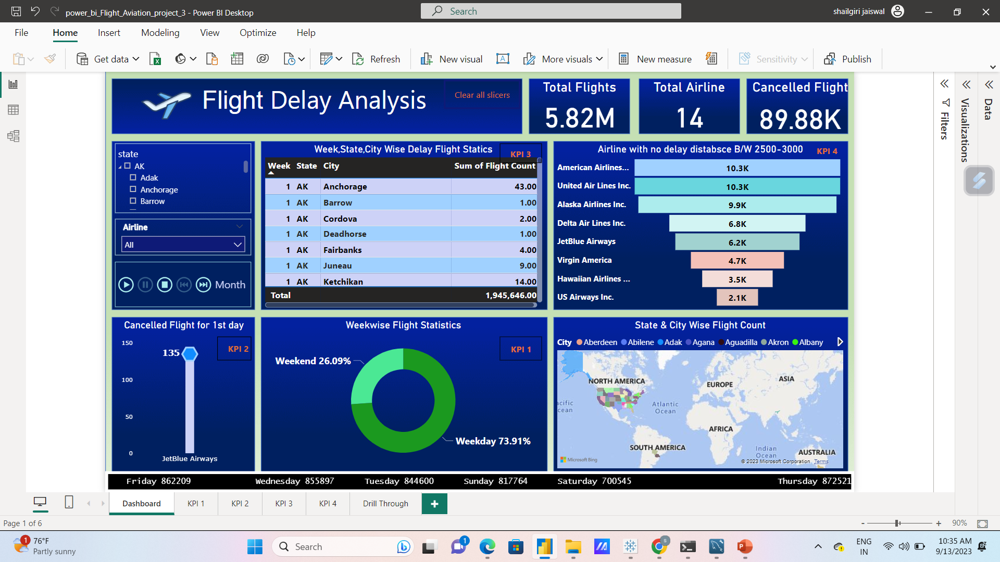 power_bi_Flight_Aviation_project_3 - Power BI Desktop
Search
shailgiri jaiswal
File Home Insert Modeling View Optimize Help
Get data
Refresh
New visual
More visuals
New measure
Sensitivity
Publish
Flight Delay Analysis
Clear all slicers
Total Flights
5.82M
Total Airline
14
Cancelled Flight
89.88K
Filters
Visualizations
Data
state
AK
Adak
Anchorage
Barrow
Airline
All
Month
Week,State,City Wise Delay Flight Statics
KPI 3
Week State City Sum of Flight Count
1 AK Anchorage 43.00
1 AK Barrow 1.00
1 AK Cordova 2.00
1 AK Deadhorse 1.00
1 AK Fairbanks 4.00
1 AK Juneau 9.00
1 AK Ketchikan 14.00
Total 1,945,646.00
Airline with no delay distabsce B/W 2500-3000
KPI 4
American Airlines... 10.3K
United Air Lines Inc. 10.3K
Alaska Airlines Inc. 9.9K
Delta Air Lines Inc. 6.8K
JetBlue Airways 6.2K
Virgin America 4.7K
Hawaiian Airlines ... 3.5K
US Airways Inc. 2.1K
Cancelled Flight for 1st day
KPI 2
150
135
100
50
0
JetBlue Airways
Weekwise Flight Statistics
KPI 1
Weekend 26.09%
Weekday 73.91%
State & City Wise Flight Count
City Aberdeen Abilene Adak Agana Aguadilla Akron Albany
NORTH AMERICA
EUROPE
ASIA
acific
cean
Atlantic
Ocean
AFRICA
SOUTH AMERICA
Indian
Ocean
AUSTRALIA
Microsoft Bing
© 2023 Microsoft Corporation Terms
Friday 862209 Wednesday 855897 Tuesday 844600 Sunday 817764 Saturday 700545 Thursday 872521
Dashboard KPI 1 KPI 2 KPI 3 KPI 4 Drill Through +
Page 1 of 6
- + 90%
1
76°F
Partly sunny
Search
1
s
ENG
IN
10:35 AM
9/13/2023